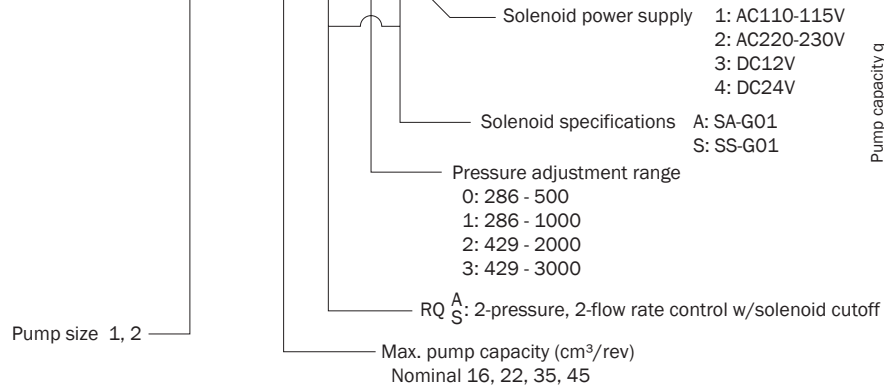 Solenoid power supply 1: AC110-115V
2: AC220-230V
3: DC12V
4: DC24V
Solenoid specifications A: SA-G01
S: SS-G01
Pressure adjustment range
0: 286 - 500
1: 286 - 1000
2: 429 - 2000
3: 429 - 3000
RQ A/S: 2-pressure, 2-flow rate control w/solenoid cutoff
Pump size 1, 2
Max. pump capacity (cm³/rev)
Nominal 16, 22, 35, 45
Pump capacity q